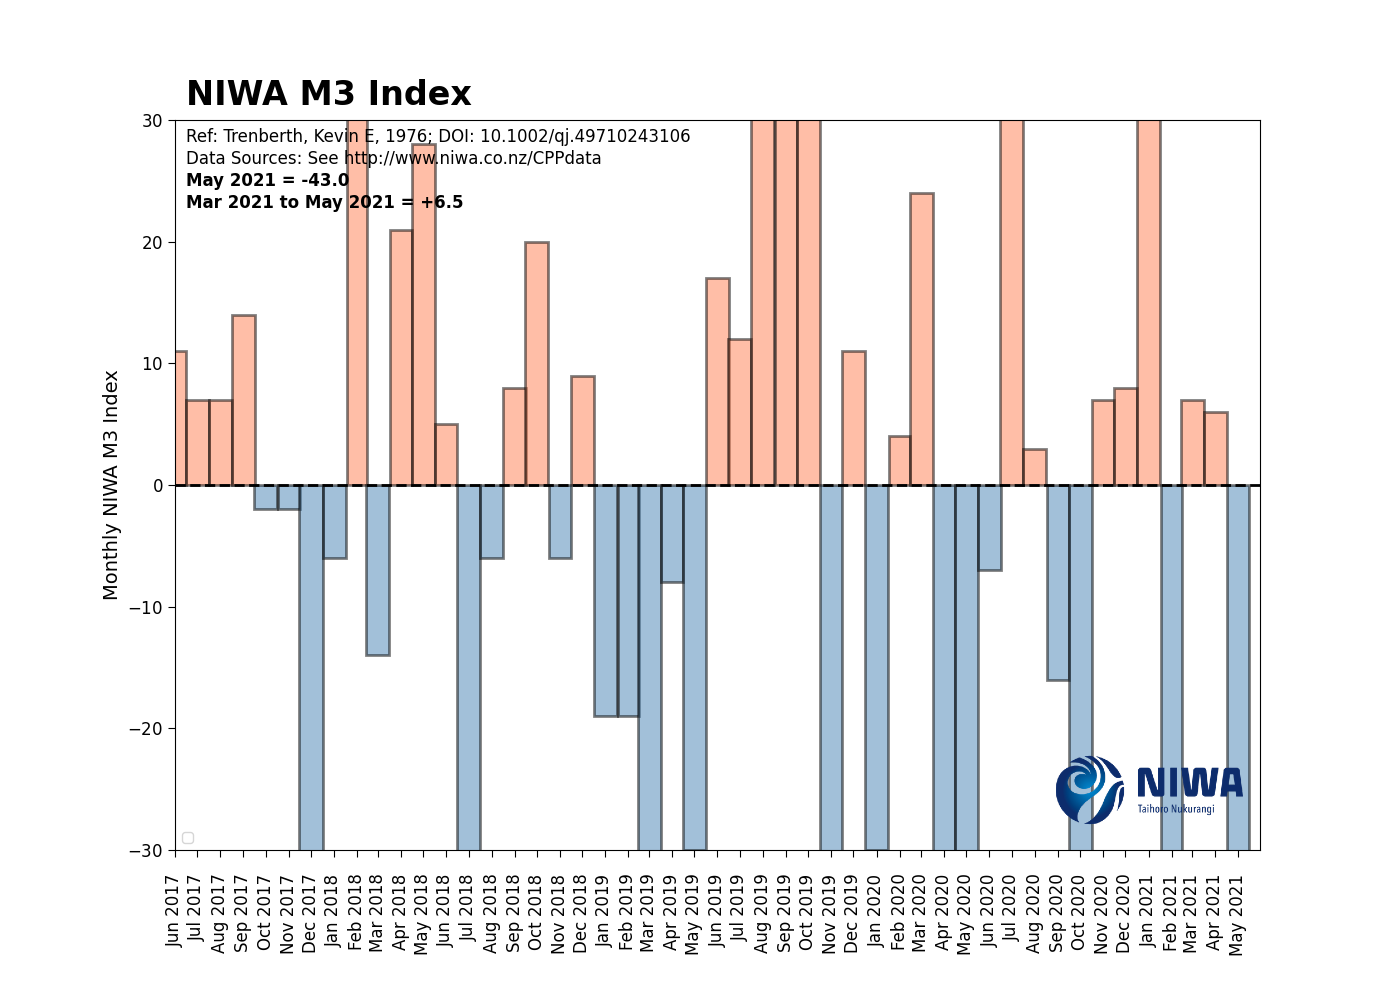 NIWA M3 Index
Ref: Trenberth, Kevin E, 1976; DOI: 10.1002/qj.49710243106
Data Sources: See http://www.niwa.co.nz/CPPdata
May 2021 = -43.0
Mar 2021 to May 2021 = +6.5
Monthly NIWA M3 Index
30
20
10
0
−10
−20
−30
NIWA
Taihoro Nukurangi
Jun 2017
Jul 2017
Aug 2017
Sep 2017
Oct 2017
Nov 2017
Dec 2017
Jan 2018
Feb 2018
Mar 2018
Apr 2018
May 2018
Jun 2018
Jul 2018
Aug 2018
Sep 2018
Oct 2018
Nov 2018
Dec 2018
Jan 2019
Feb 2019
Mar 2019
Apr 2019
May 2019
Jun 2019
Jul 2019
Aug 2019
Sep 2019
Oct 2019
Nov 2019
Dec 2019
Jan 2020
Feb 2020
Mar 2020
Apr 2020
May 2020
Jun 2020
Jul 2020
Aug 2020
Sep 2020
Oct 2020
Nov 2020
Dec 2020
Jan 2021
Feb 2021
Mar 2021
Apr 2021
May 2021